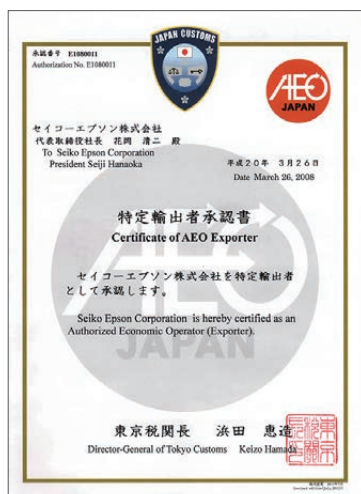 JAPAN CUSTOMS
承認番号 E1080011
Authorization No. E1080011
AEO
JAPAN
セイコーエプソン株式会社
代表取締役社長 花岡 清二 殿
To Seiko Epson Corporation
President Seiji Hanaoka
平成20年 3月26日
Date March 26, 2008
特定輸出者承認書
Certificate of AEO Exporter
セイコーエプソン株式会社を特定輸出者
として承認します。
Seiko Epson Corporation is hereby certified as an
Authorized Economic Operator (Exporter).
AEO
JAPAN
東京税関長 浜田 恵造
Director-General of Tokyo Customs Keizo Hamada